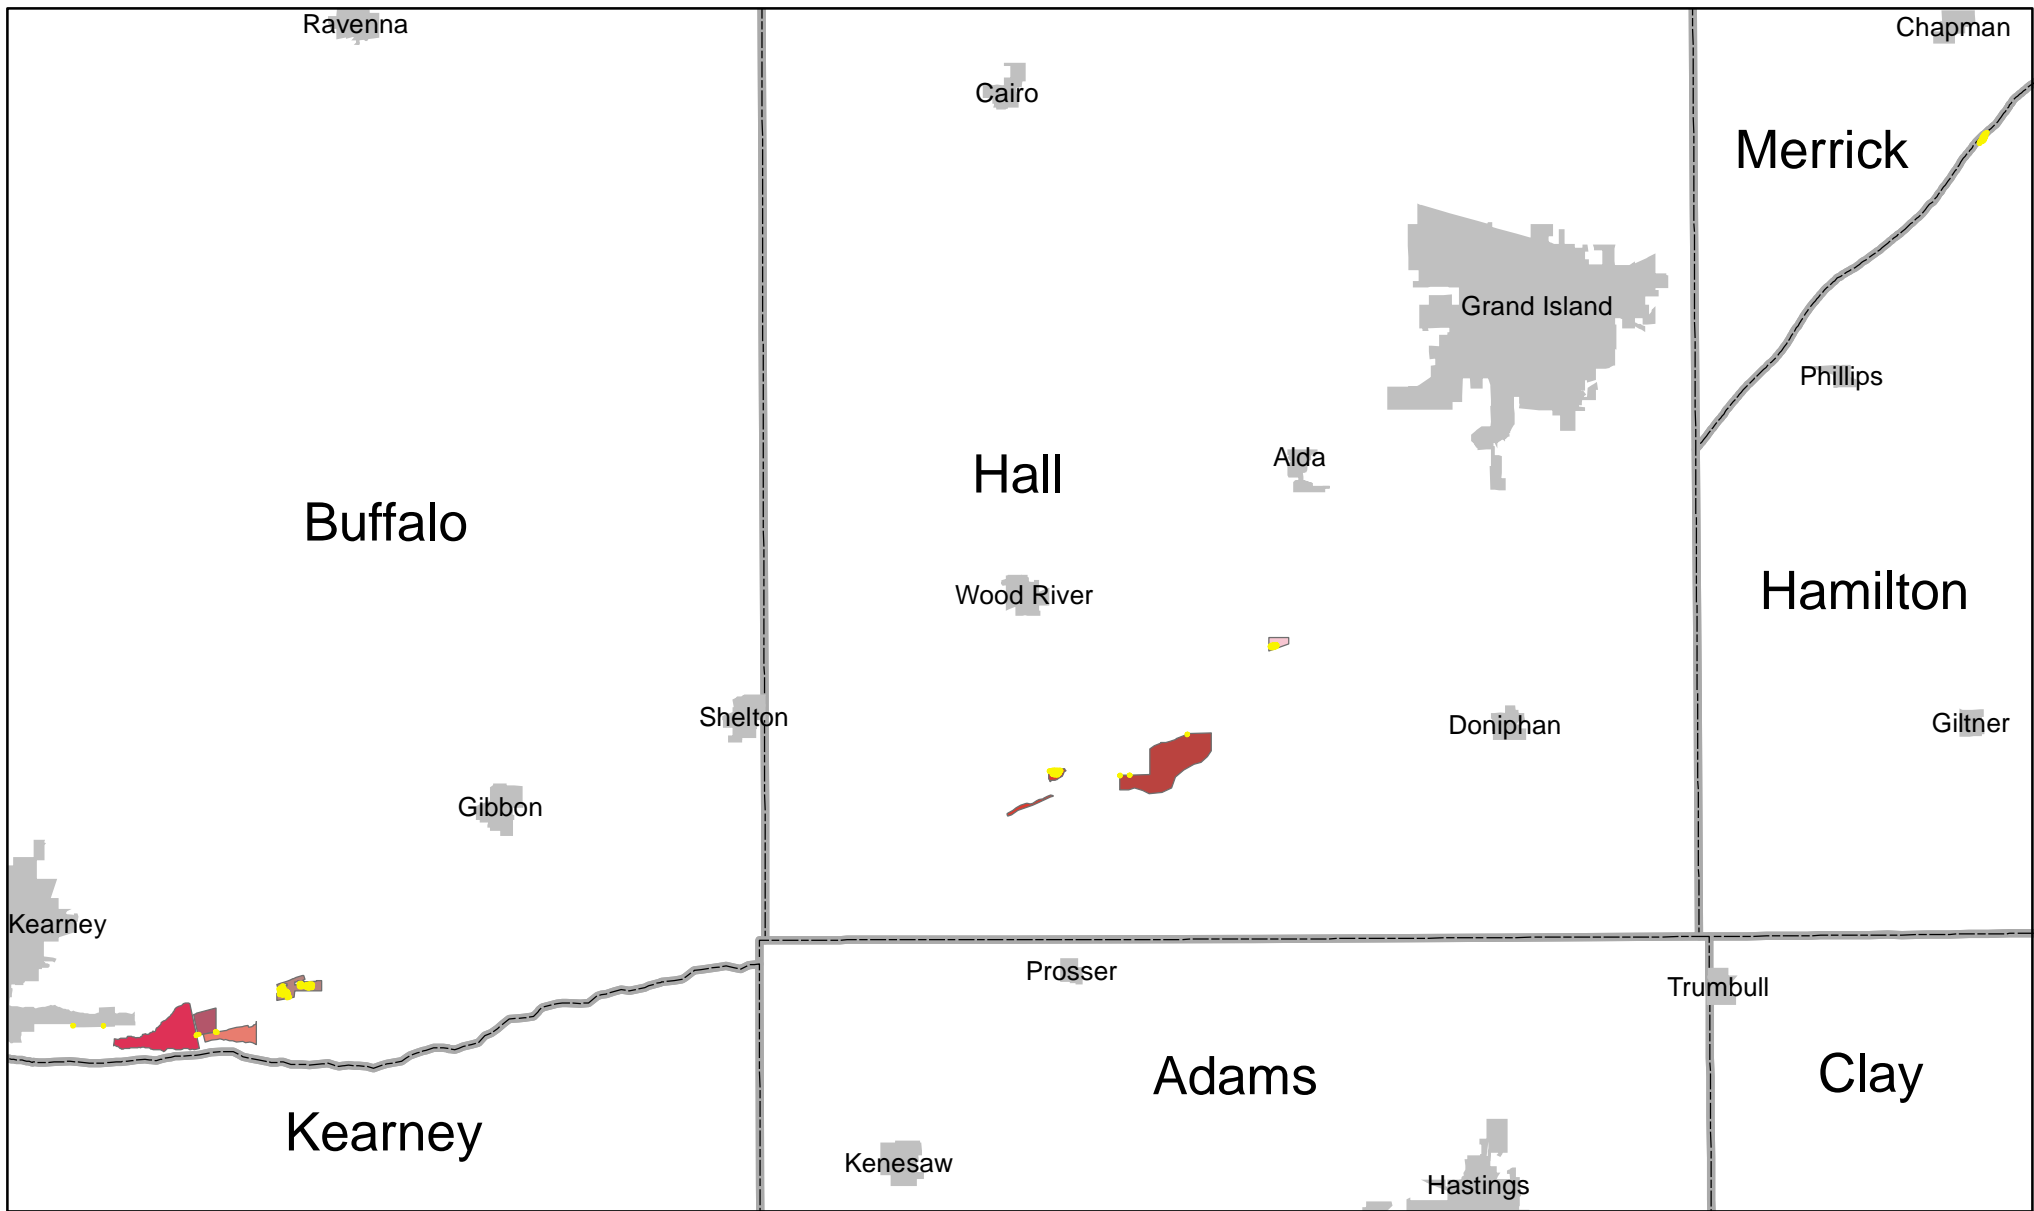 Ravenna
Chapman
Cairo
Merrick
Grand Island
Phillips
Alda
Hall
Buffalo
Hamilton
Wood River
Shelton
Doniphan
Giltner
Gibbon
Kearney
Prosser
Trumbull
Adams
Clay
Kearney
Kenesaw
Hastings